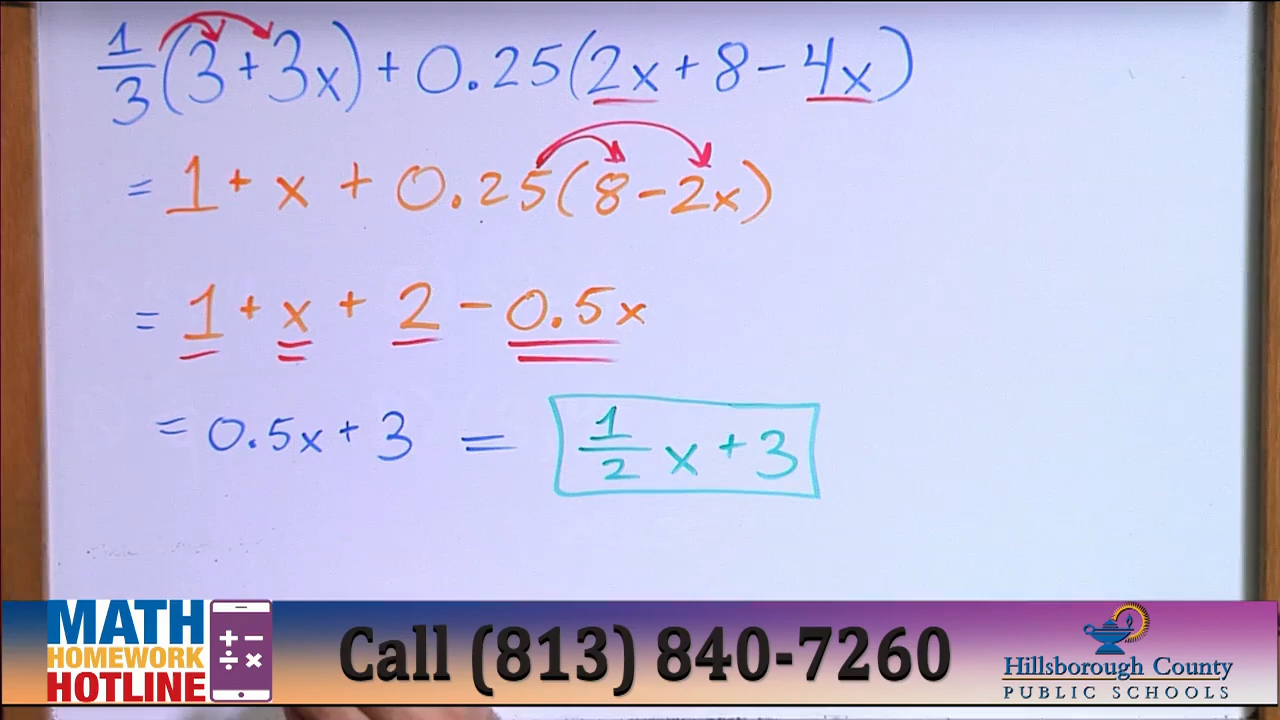 1/3 (3 + 3x) + 0.25(2x + 8 - 4x)
= 1 + x + 0.25(8 - 2x)
= 1 + x + 2 - 0.5x
= 0.5x + 3 = 1/2 x + 3
MATH
HOMEWORK
HOTLINE
+ −
÷ ×
Call (813) 840-7260
Hillsborough County
PUBLIC SCHOOLS